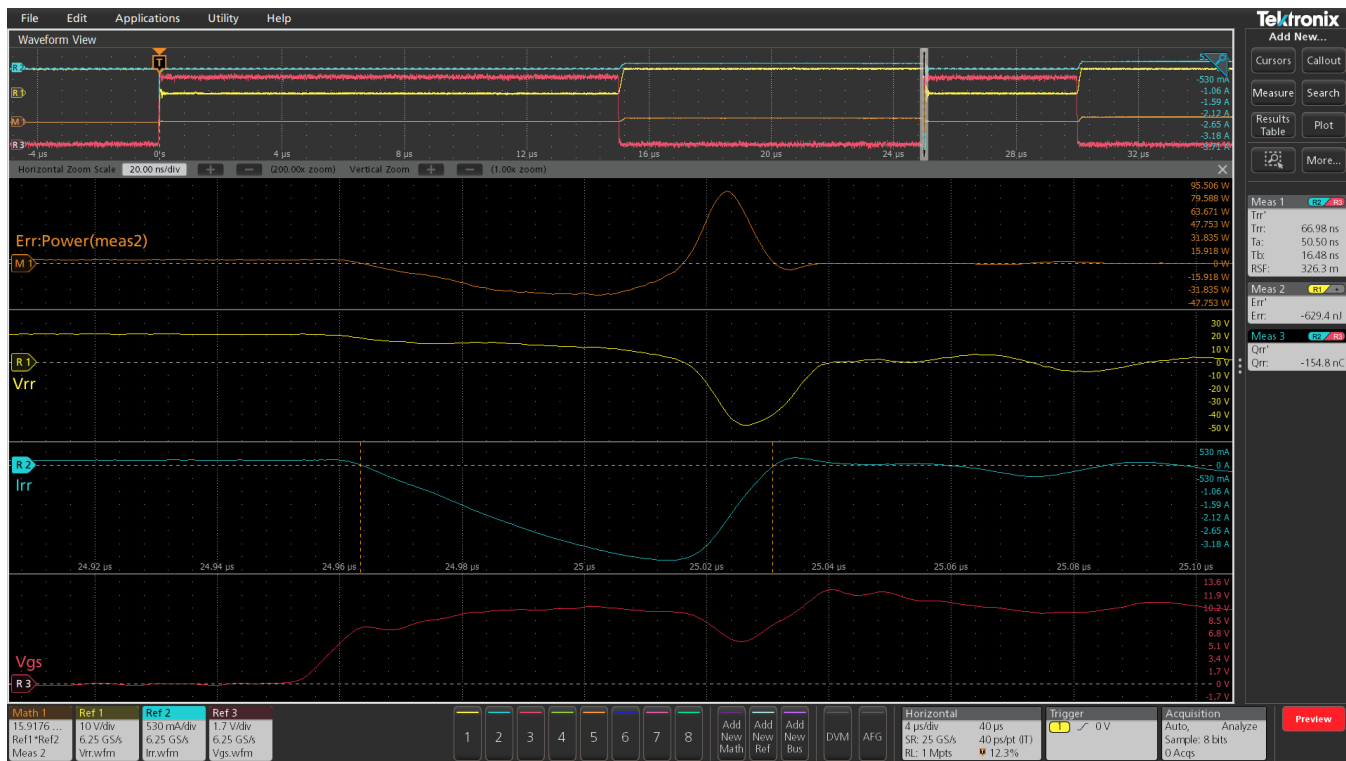 File Edit Applications Utility Help
Tektronix
Waveform View
Add New...
Cursors Callout
Measure Search
Results Table Plot
More...
R2
R1
M1
R3
T
-530 mA
-1.06 A
-1.59 A
-2.12 A
-2.65 A
-3.18 A
-3.71 A
-4 µs 0 s 4 µs 8 µs 12 µs 16 µs 20 µs 24 µs 28 µs 32 µs
Horizontal Zoom Scale 20.00 ns/div + − (200.00x zoom) Vertical Zoom + − (1.00x zoom)
95.506 W
79.588 W
63.671 W
47.753 W
31.835 W
15.918 W
0 W
-15.918 W
-31.835 W
-47.753 W
Err:Power(meas2)
M 1
30 V
20 V
10 V
0 V
-10 V
-20 V
-30 V
-40 V
-50 V
R 1
Vrr
530 mA
0 A
-530 mA
-1.06 A
-1.59 A
-2.12 A
-2.65 A
-3.18 A
R 2
Irr
24.92 µs 24.94 µs 24.96 µs 24.98 µs 25 µs 25.02 µs 25.04 µs 25.06 µs 25.08 µs 25.10 µs
13.6 V
11.9 V
10.2 V
8.5 V
6.8 V
5.1 V
3.4 V
1.7 V
0 V
-1.7 V
Vgs
R 3
Meas 1 R2 R3
Trr'
Trr: 66.98 ns
Ta: 50.50 ns
Tb: 16.48 ns
RSF: 326.3 m
Meas 2 R1
Err'
Err: -629.4 nJ
Meas 3 R2 R3
Qrr'
Qrr: -154.8 nC
Math 1
15.9176 ...
Ref1*Ref2
Meas 2
Ref 1
10 V/div
6.25 GS/s
Vrr.wfm
Ref 2
530 mA/div
6.25 GS/s
Irr.wfm
Ref 3
1.7 V/div
6.25 GS/s
Vgs.wfm
1 2 3 4 5 6 7 8
Add New Math
Add New Ref
Add New Bus
DVM AFG
Horizontal
4 µs/div 40 µs
SR: 25 GS/s 40 ps/pt (IT)
RL: 1 Mpts 12.3%
Trigger
1 0 V
Acquisition
Auto, Analyze
Sample: 8 bits
0 Acqs
Preview